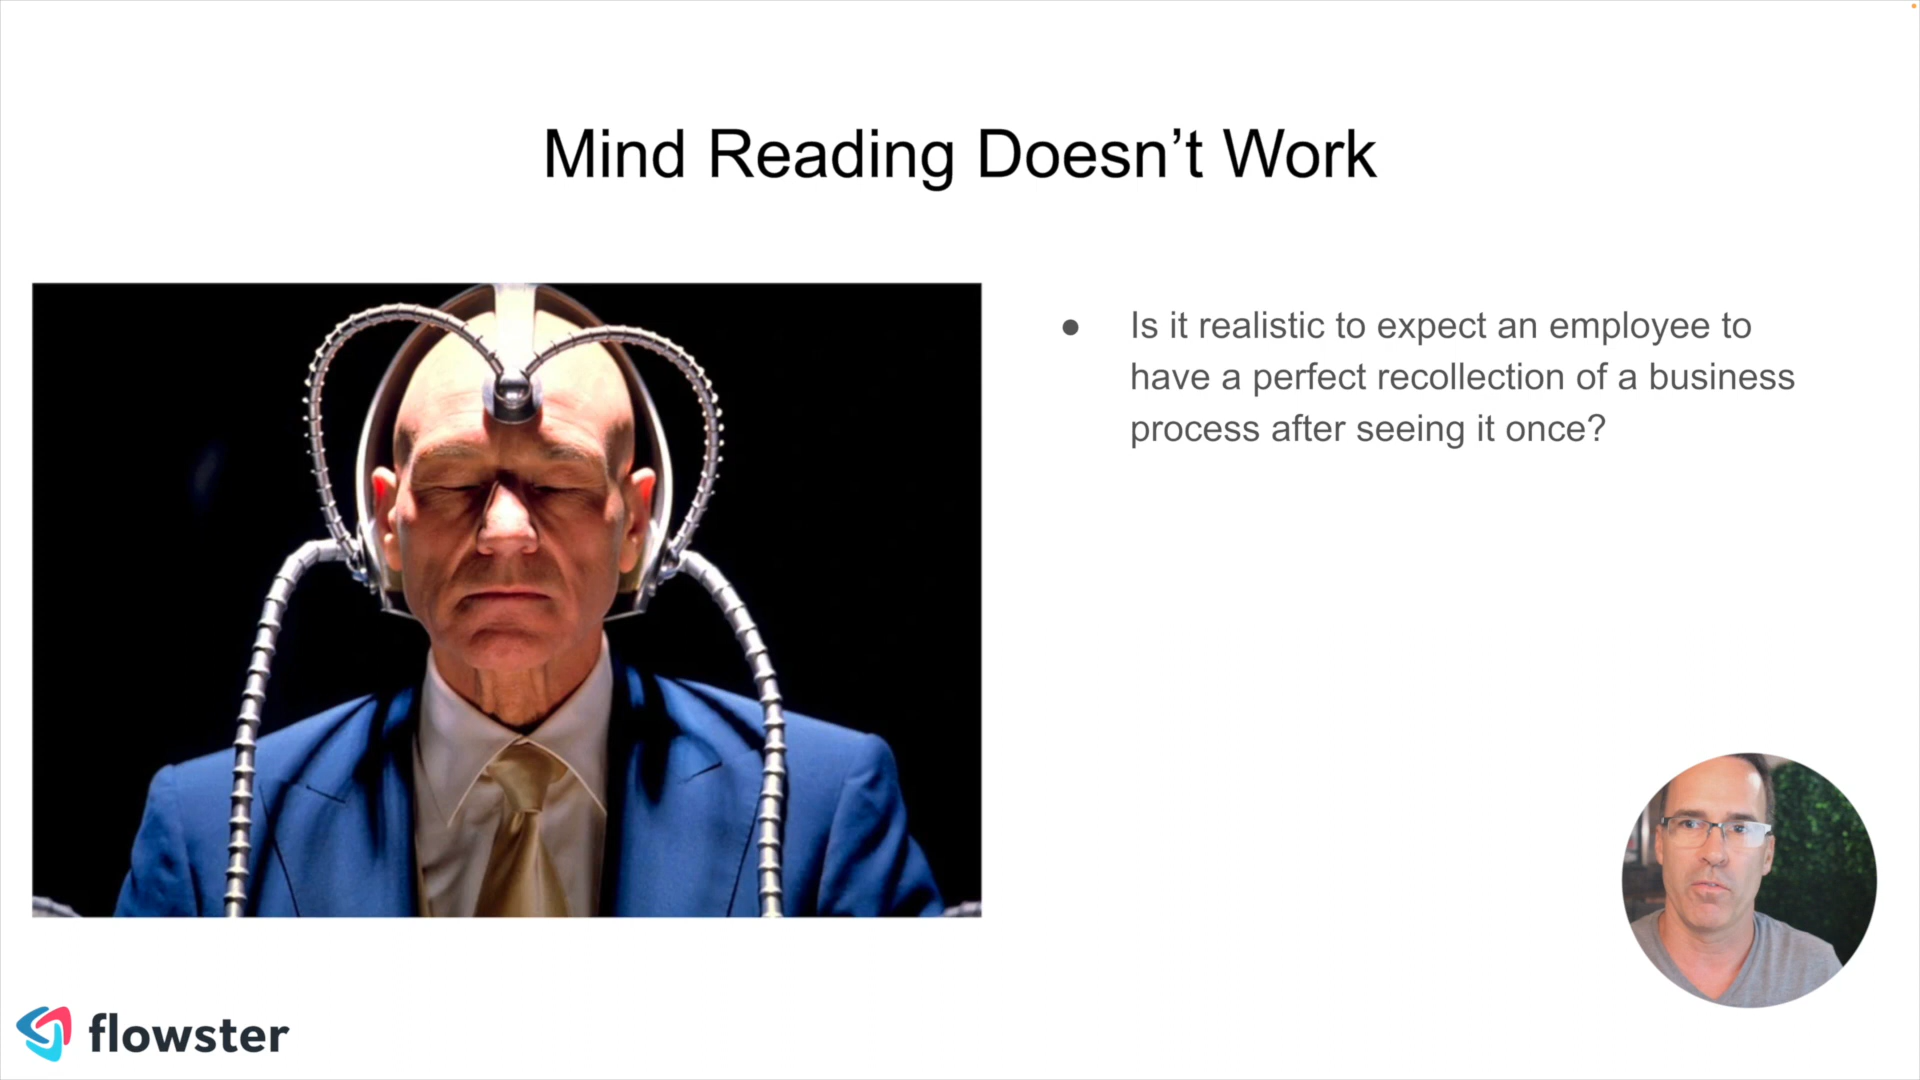 Mind Reading Doesn’t Work
● Is it realistic to expect an employee to
have a perfect recollection of a business
process after seeing it once?
flowster